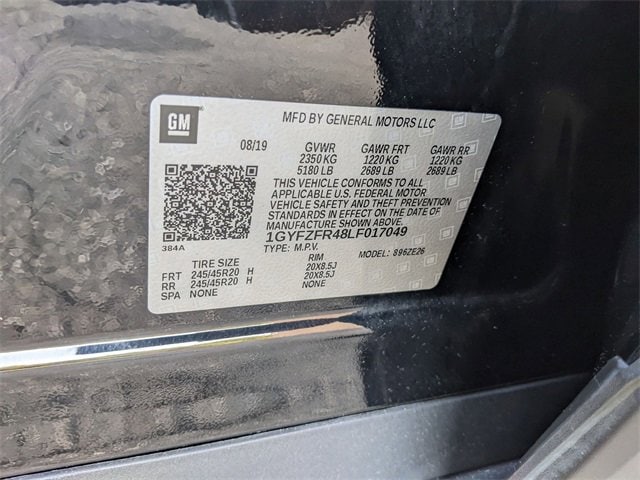 GM
MFD BY GENERAL MOTORS LLC
08/19 GVWR GAWR FRT GAWR RR
2350 KG 1220 KG 1220 KG
5180 LB 2689 LB 2689 LB
THIS VEHICLE CONFORMS TO ALL
APPLICABLE U.S. FEDERAL MOTOR
VEHICLE SAFETY AND THEFT PREVENTION
STANDARDS IN EFFECT ON THE DATE OF
MANUFACTURE SHOWN ABOVE.
1GYFZFR48LF017049
384A TYPE: M.P.V. MODEL: 896ZE26
TIRE SIZE RIM
FRT 245/45R20 H 20X8.5J
RR 245/45R20 H 20X8.5J
SPA NONE NONE